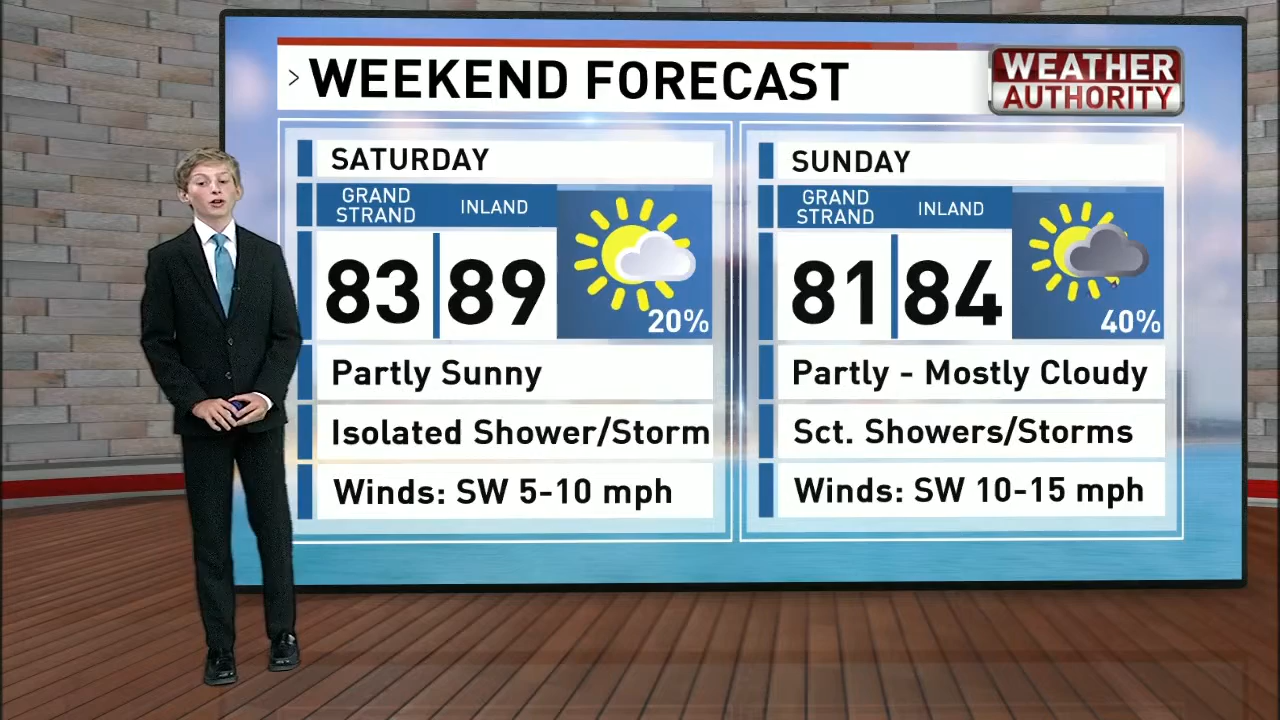 > WEEKEND FORECAST
WEATHER
AUTHORITY
SATURDAY
GRAND
STRAND
INLAND
83
89
20%
Partly Sunny
Isolated Shower/Storm
Winds: SW 5-10 mph
SUNDAY
GRAND
STRAND
INLAND
81
84
40%
Partly - Mostly Cloudy
Sct. Showers/Storms
Winds: SW 10-15 mph